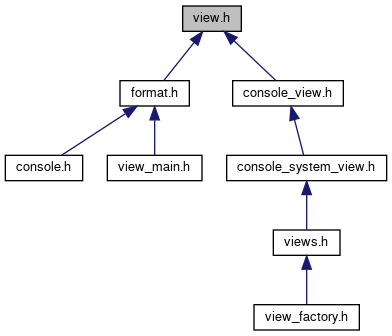 view.h
format.h
console_view.h
console.h
view_main.h
console_system_view.h
views.h
view_factory.h